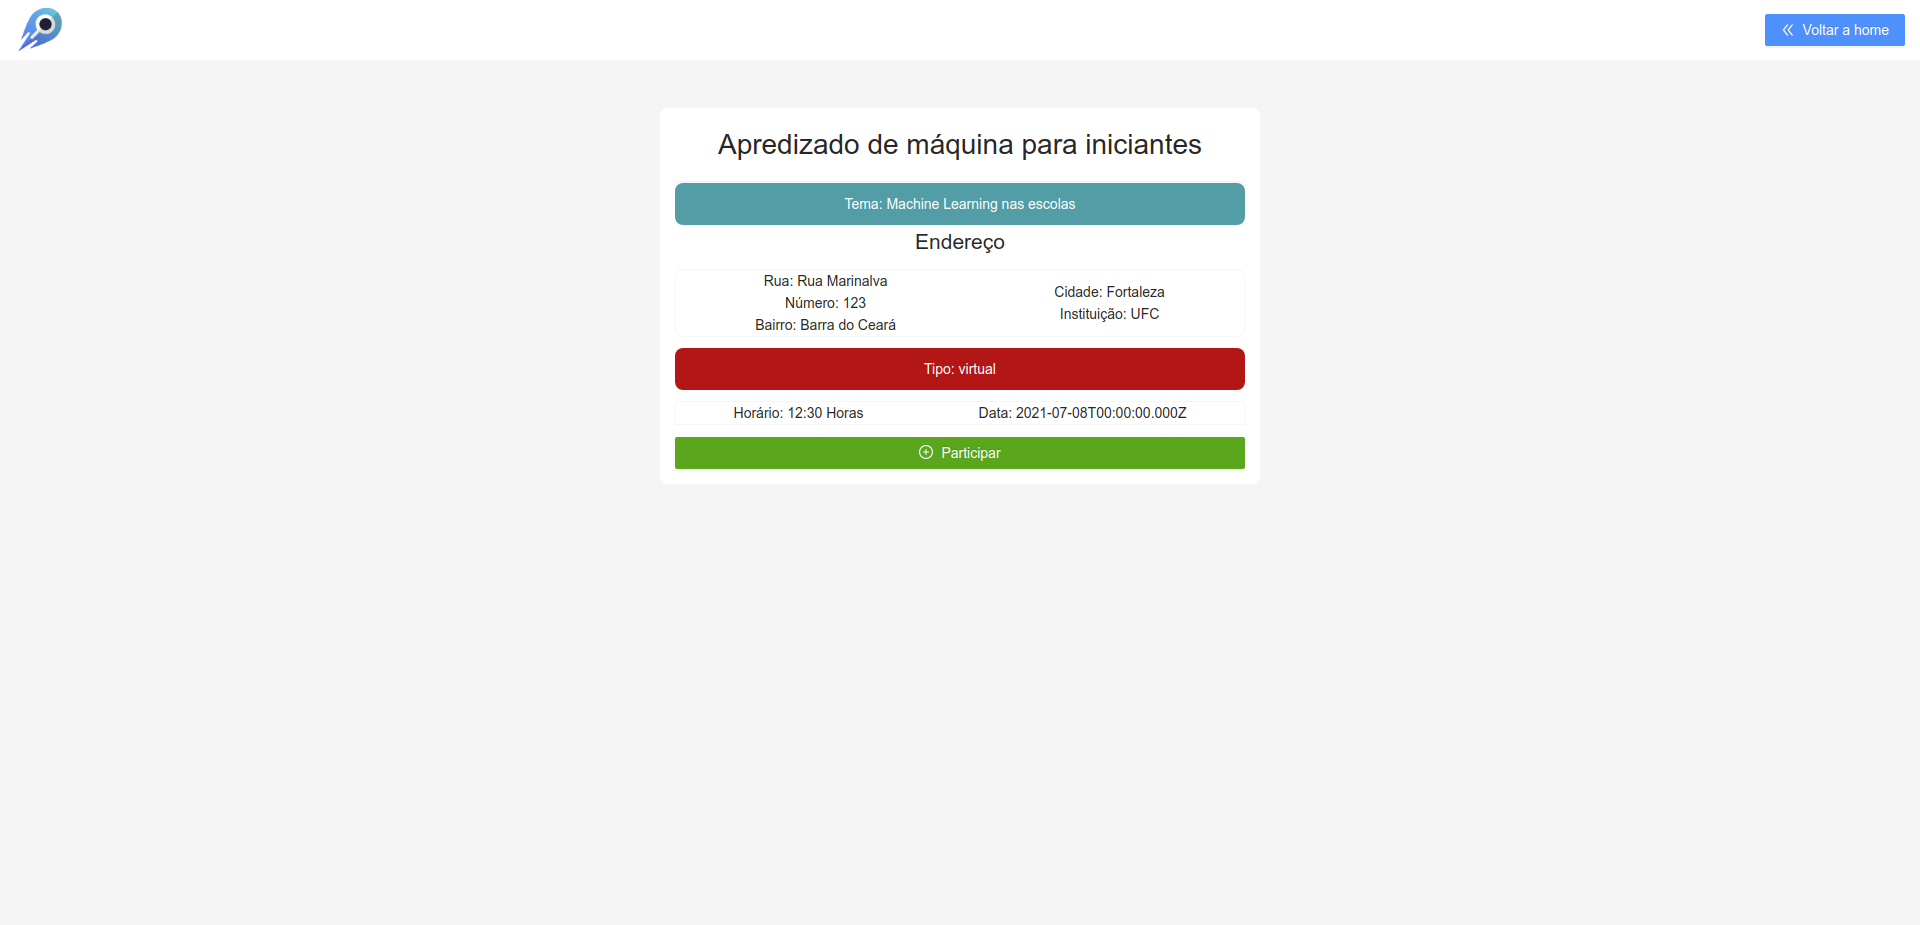 Voltar a home
Apredizado de máquina para iniciantes
Tema: Machine Learning nas escolas
Endereço
Rua: Rua Marinalva
Número: 123
Bairro: Barra do Ceará
Cidade: Fortaleza
Instituição: UFC
Tipo: virtual
Horário: 12:30 Horas
Data: 2021-07-08T00:00:00.000Z
Participar